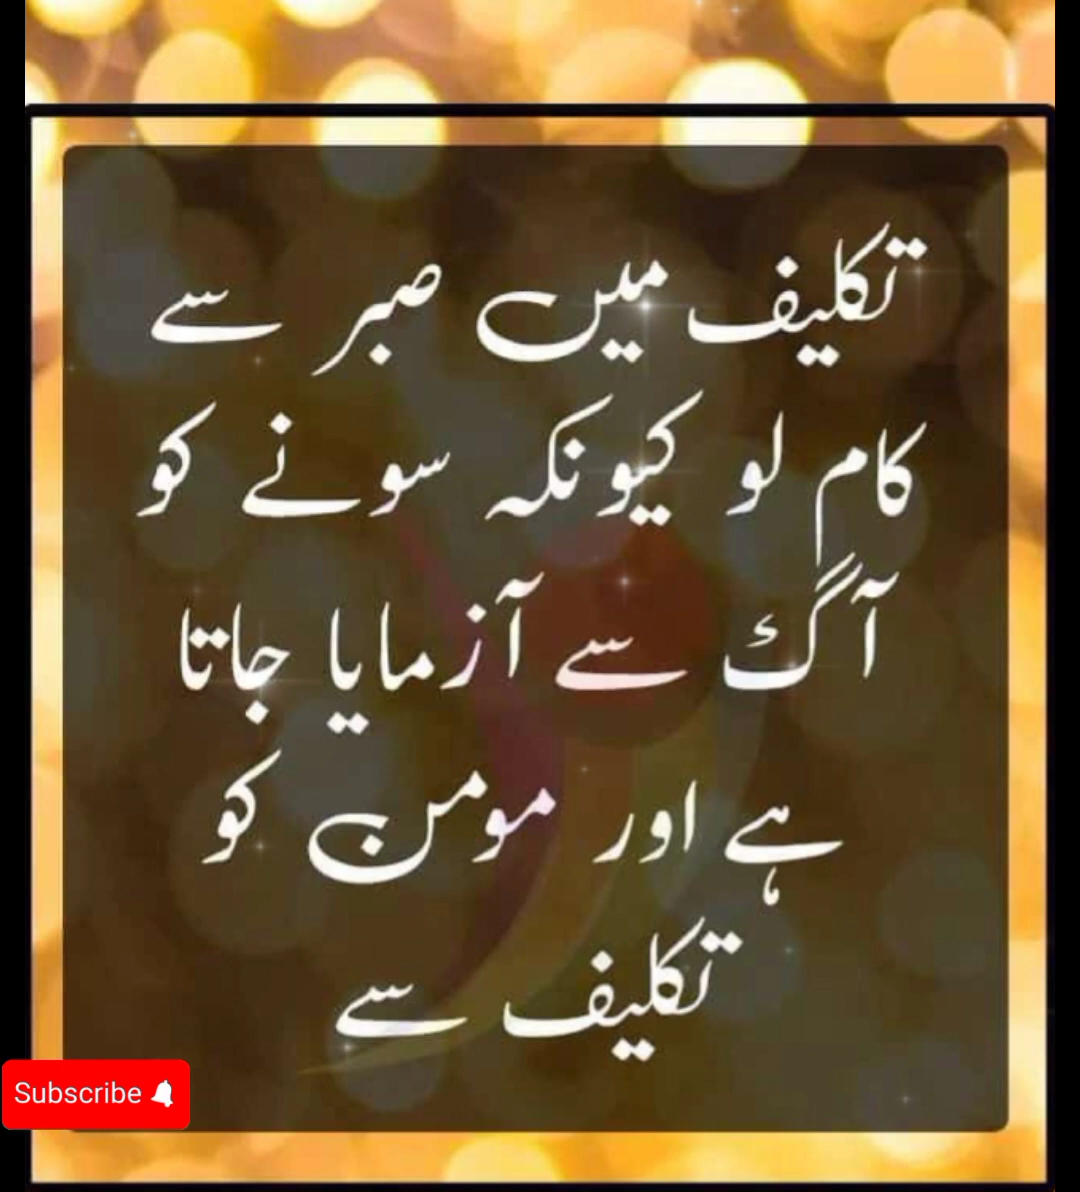 تکلیف میں صبر سے
کام لو کیونکہ سونے کو
آگ سے آزمایا جاتا
ہے اور مومن کو
تکلیف سے
Subscribe